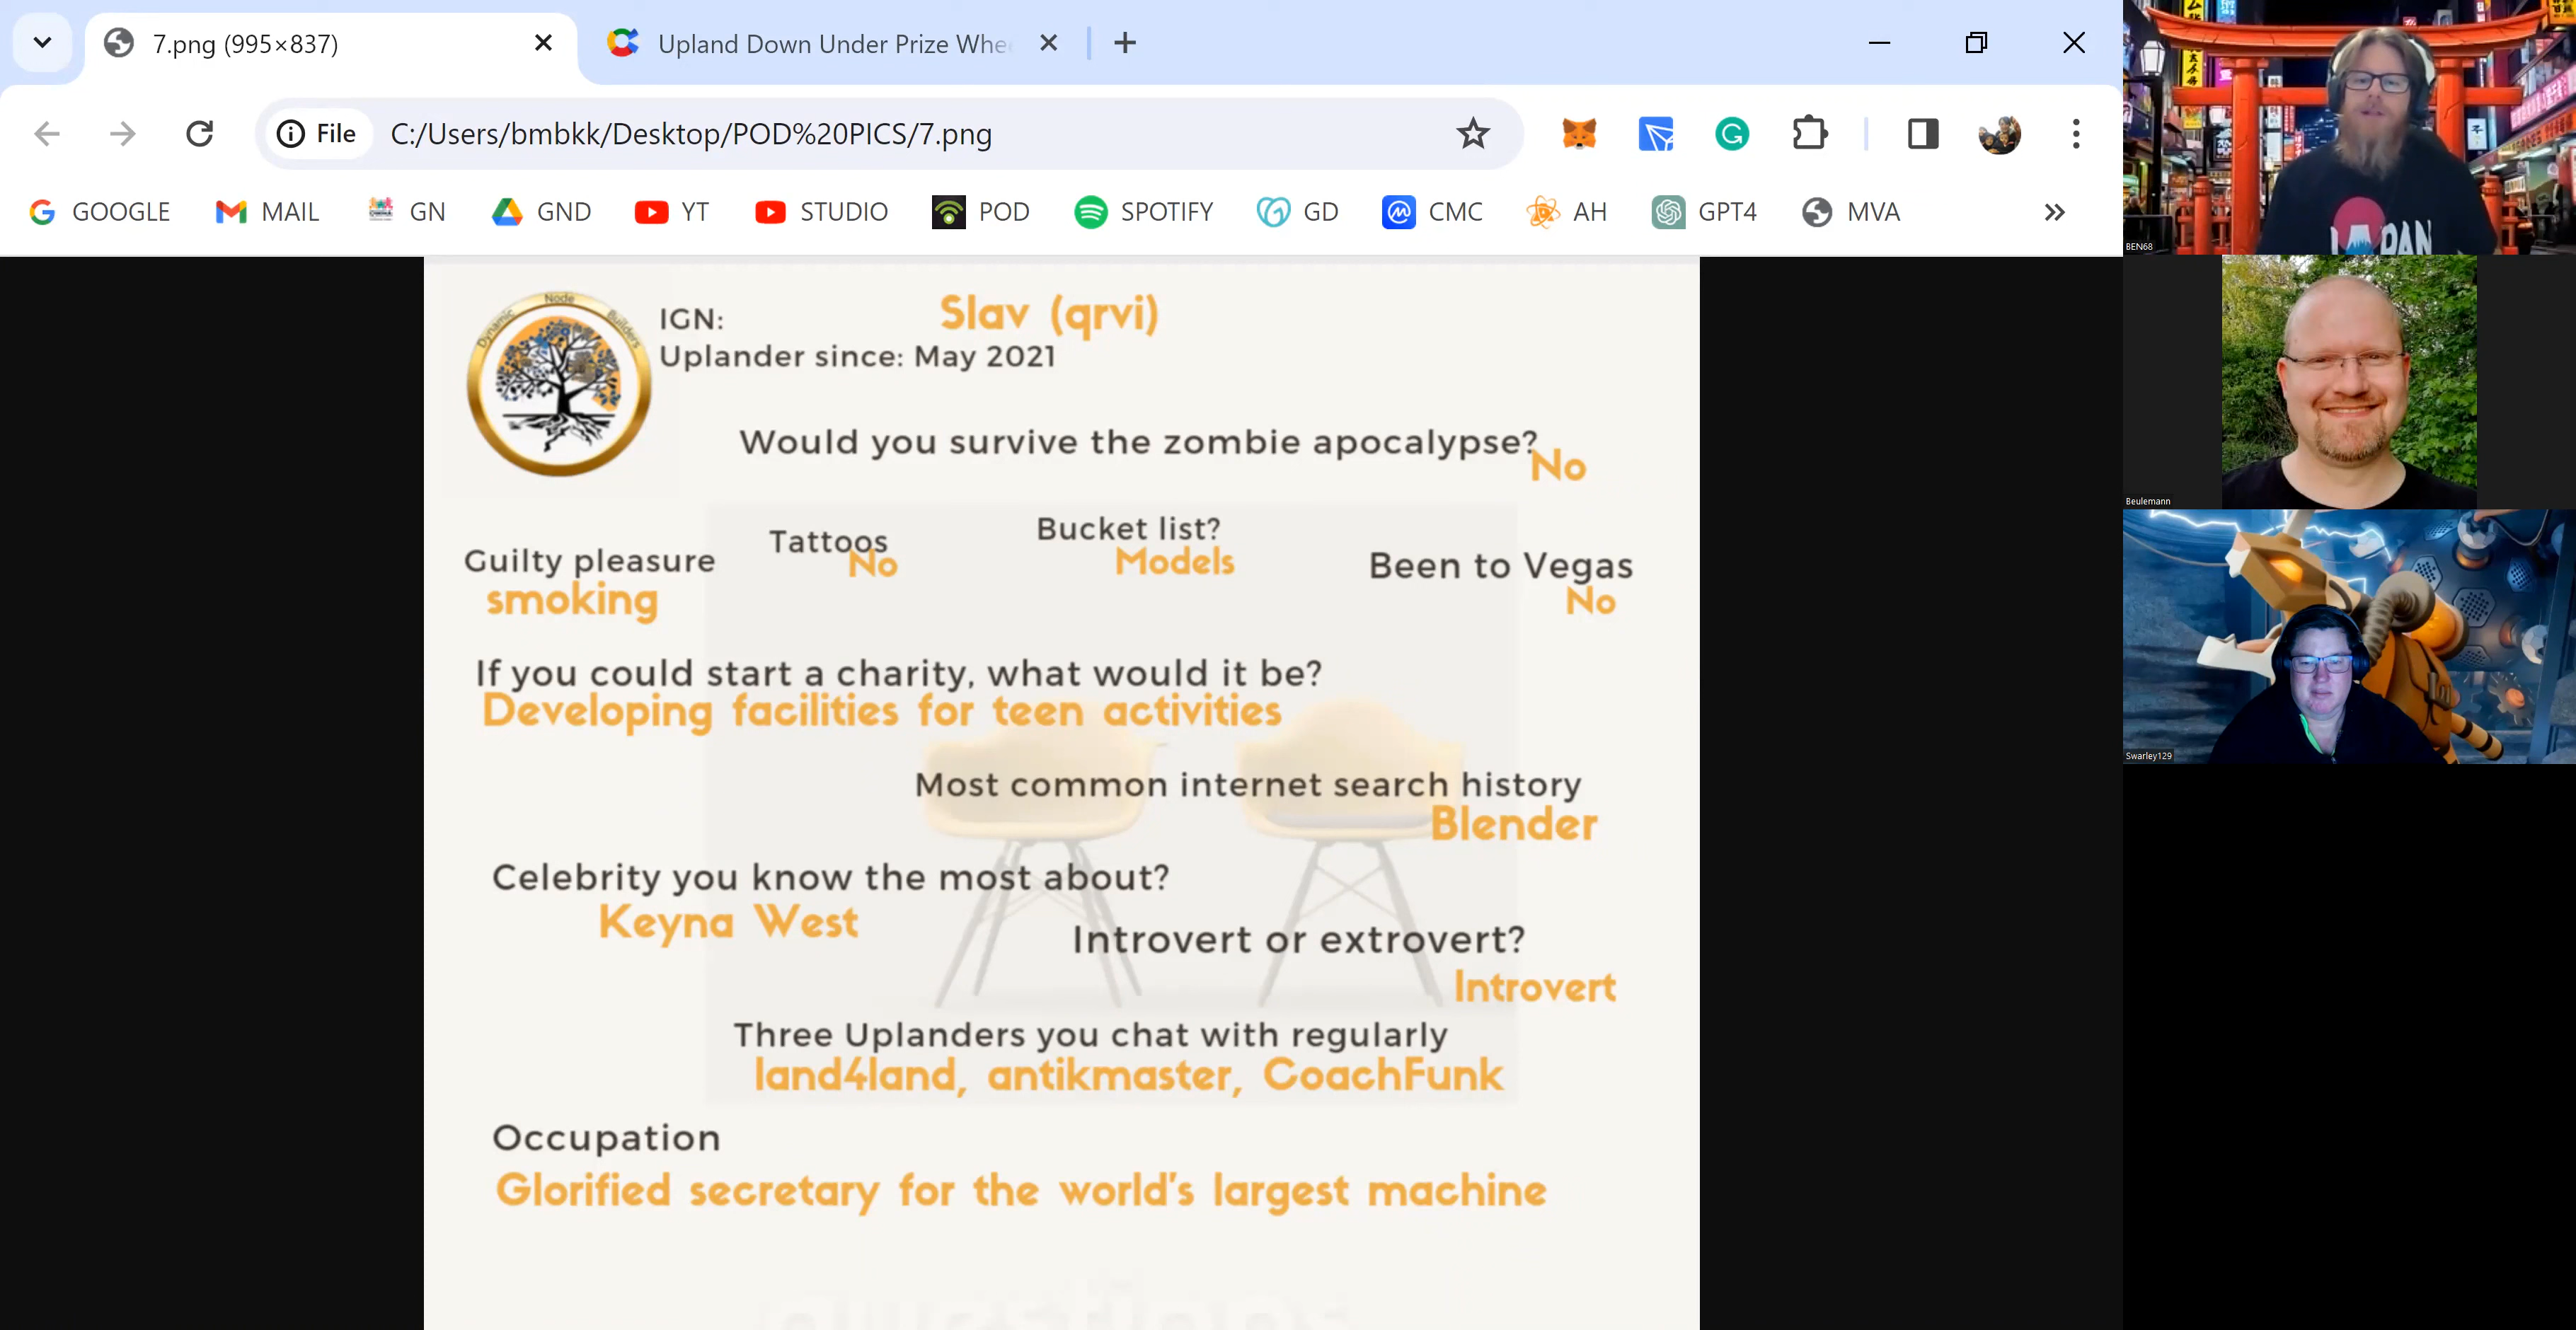 7.png (995×837)
Upland Down Under Prize Whe
File
C:/Users/bmbkk/Desktop/POD%20PICS/7.png
GOOGLE
MAIL
GN
GND
YT
STUDIO
POD
SPOTIFY
GD
CMC
AH
GPT4
MVA
Dynamic Node Builders
IGN: Slav (qrvi)
Uplander since: May 2021
Would you survive the zombie apocalypse?
No
Guilty pleasure
smoking
Tattoos
No
Bucket list?
Models
Been to Vegas
No
If you could start a charity, what would it be?
Developing facilities for teen activities
Most common internet search history
Blender
Celebrity you know the most about?
Keyna West
Introvert or extrovert?
Introvert
Three Uplanders you chat with regularly
land4land, antikmaster, CoachFunk
Occupation
Glorified secretary for the world's largest machine
BEN68
Beulemann
Swarley129